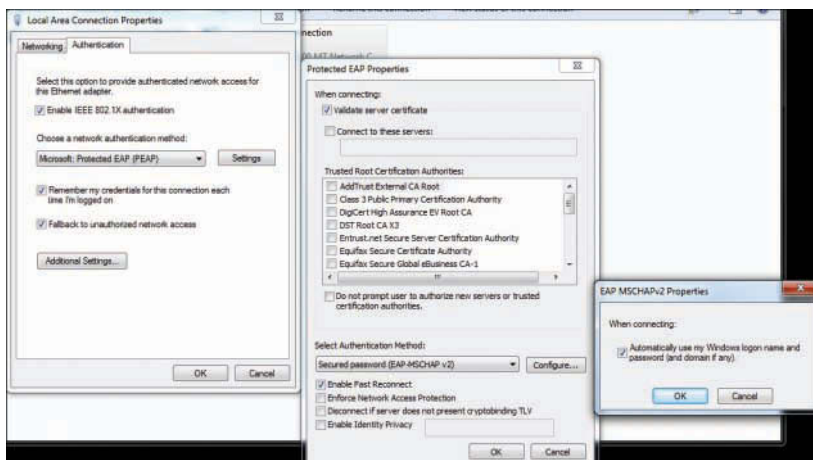 Local Area Connection Properties
Networking
Authentication
Select this option to provide authenticated network access for
this Ethernet adapter.
Enable IEEE 802.1X authentication
Choose a network authentication method:
Microsoft: Protected EAP (PEAP)
Settings
Remember my credentials for this connection each
time I'm logged on
Fallback to unauthorized network access
Additional Settings...
OK
Cancel
nection
Protected EAP Properties
When connecting:
Validate server certificate
Connect to these servers:
Trusted Root Certification Authorities:
AddTrust External CA Root
Class 3 Public Primary Certification Authority
DigiCert High Assurance EV Root CA
DST Root CA X3
Entrust.net Secure Server Certification Authority
Equifax Secure Certificate Authority
Equifax Secure Global eBusiness CA-1
Do not prompt user to authorize new servers or trusted
certification authorities.
Select Authentication Method:
Secured password (EAP-MSCHAP v2)
Configure...
Enable Fast Reconnect
Enforce Network Access Protection
Disconnect if server does not present cryptobinding TLV
Enable Identity Privacy
OK
Cancel
EAP MSCHAPv2 Properties
When connecting:
Automatically use my Windows logon name and
password (and domain if any).
OK
Cancel